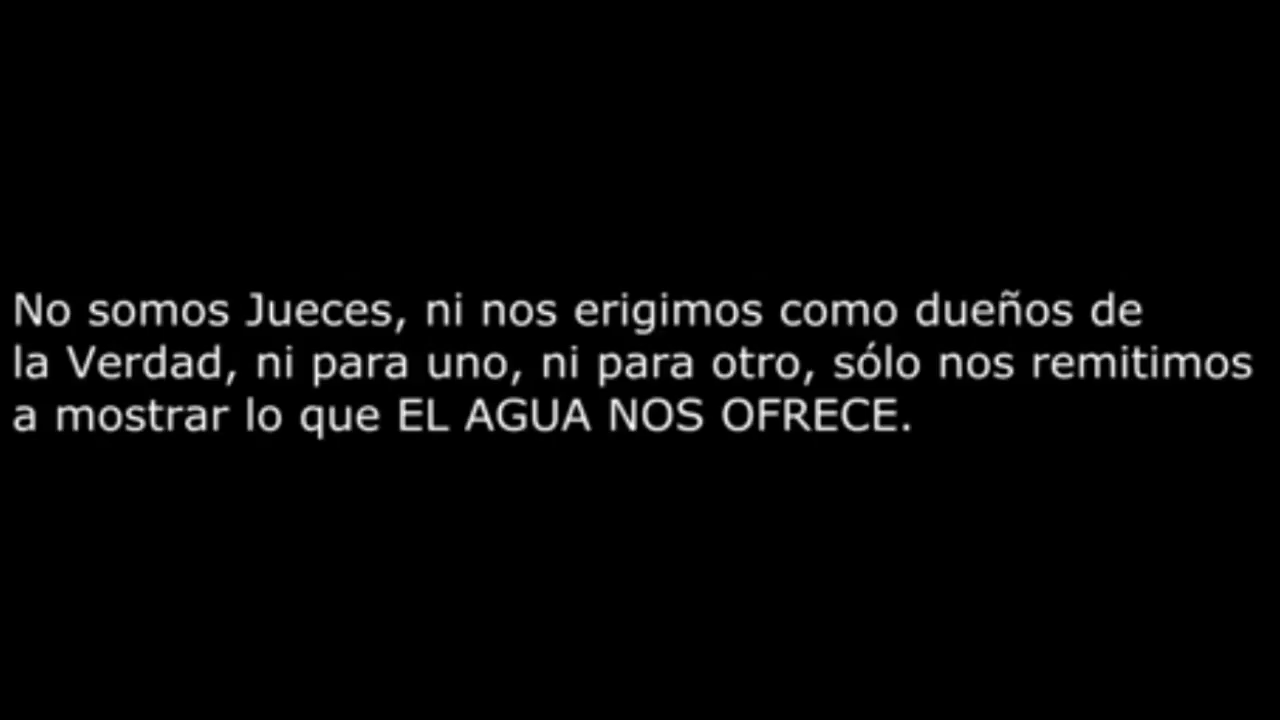 No somos Jueces, ni nos erigimos como dueños de
la Verdad, ni para uno, ni para otro, sólo nos remitimos
a mostrar lo que EL AGUA NOS OFRECE.